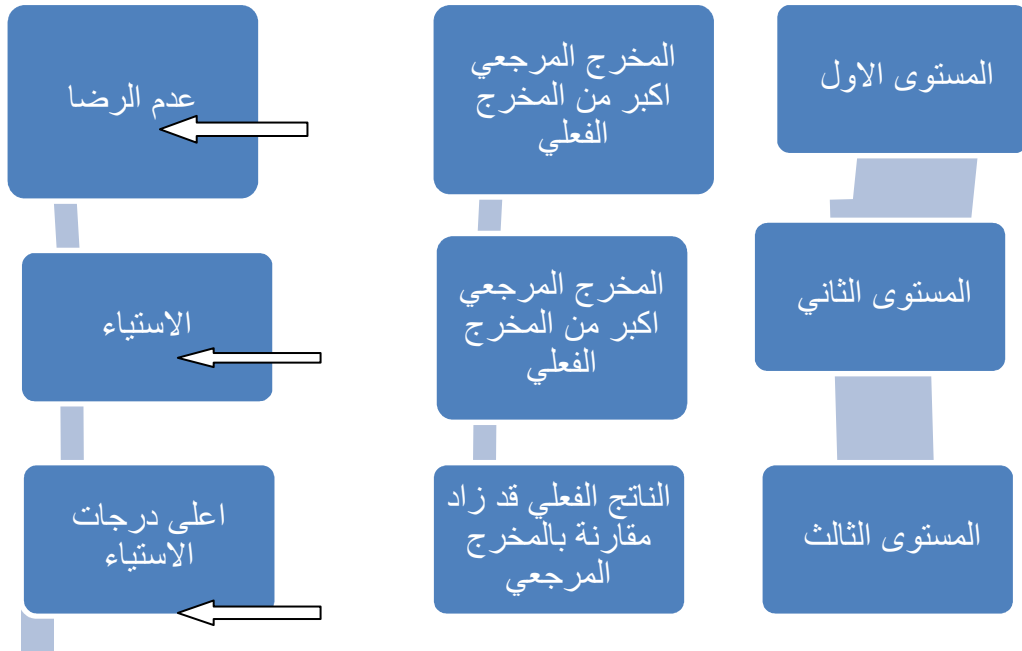 المستوى الاول
المخرج المرجعي
اكبر من المخرج
الفعلي
عدم الرضا
المستوى الثاني
المخرج المرجعي
اكبر من المخرج
الفعلي
الاستياء
المستوى الثالث
الناتج الفعلي قد زاد
مقارنة بالمخرج
المرجعي
اعلى درجات
الاستياء